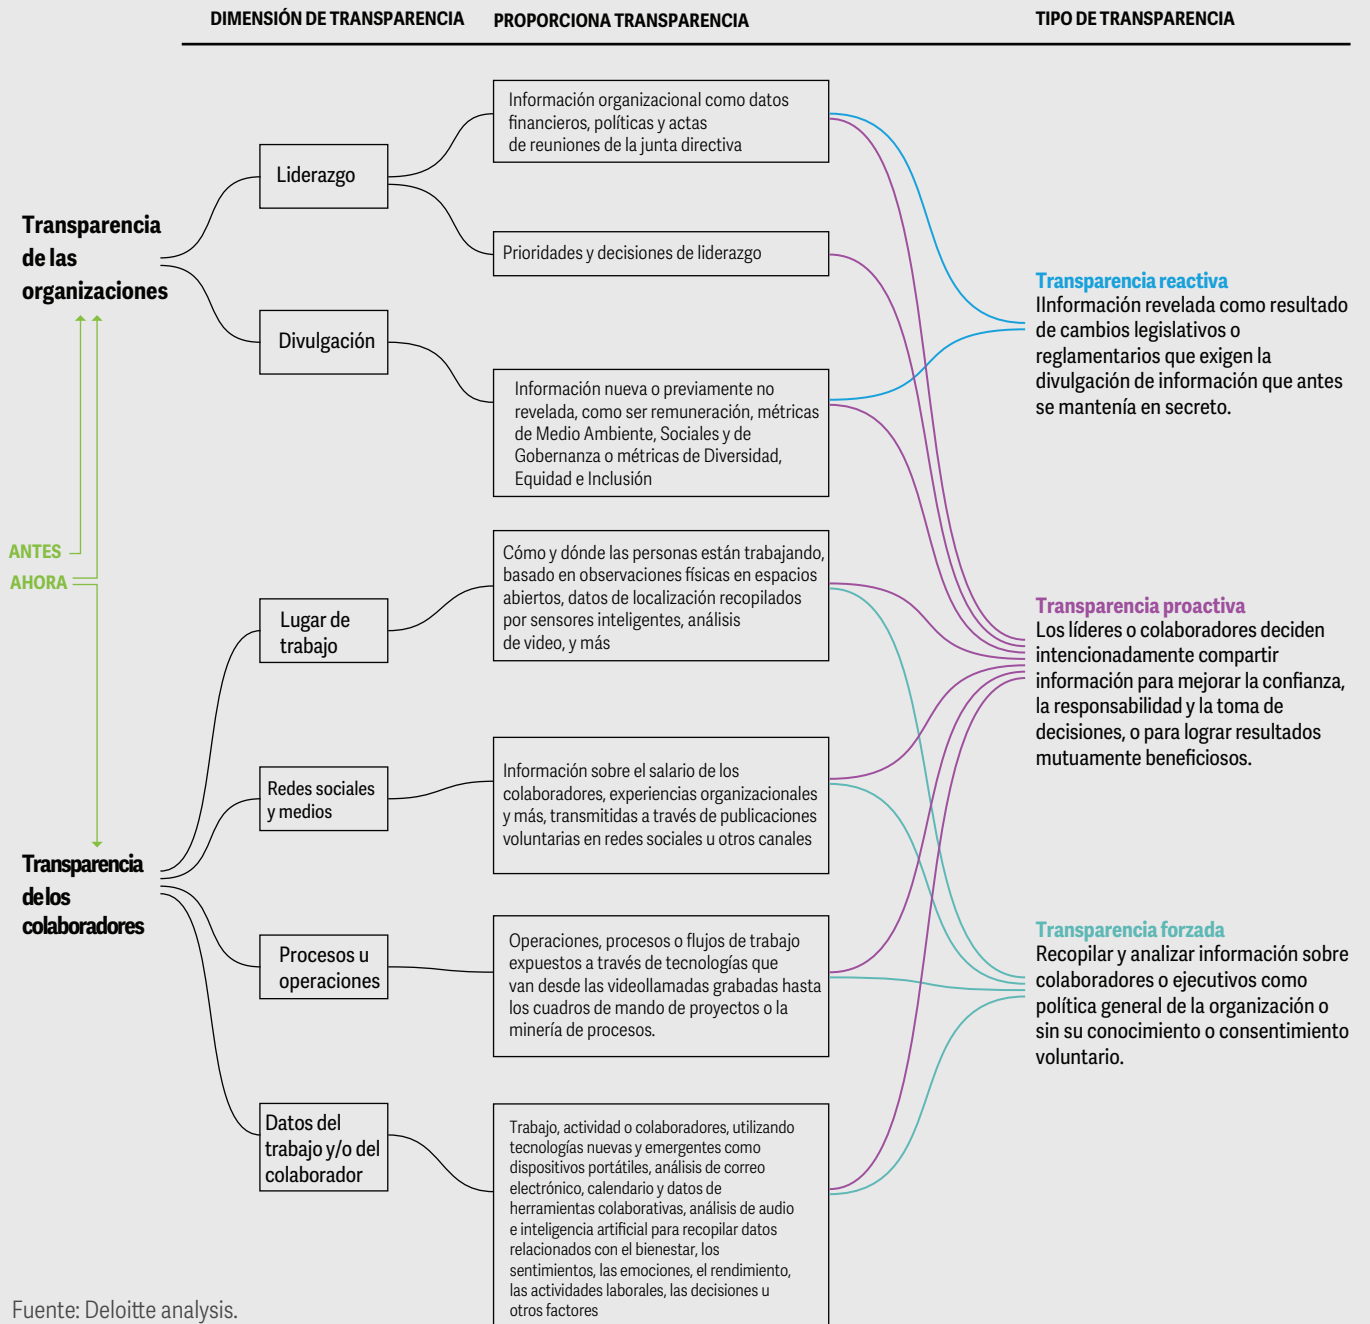 DIMENSIÓN DE TRANSPARENCIA
PROPORCIONA TRANSPARENCIA
TIPO DE TRANSPARENCIA
Transparencia
de las
organizaciones
Liderazgo
Información organizacional como datos
financieros, políticas y actas
de reuniones de la junta directiva
Prioridades y decisiones de liderazgo
Divulgación
Información nueva o previamente no
revelada, como ser remuneración, métricas
de Medio Ambiente, Sociales y de
Gobernanza o métricas de Diversidad,
Equidad e Inclusión
ANTES
AHORA
Transparencia
de los
colaboradores
Lugar de
trabajo
Cómo y dónde las personas están trabajando,
basado en observaciones físicas en espacios
abiertos, datos de localización recopilados
por sensores inteligentes, análisis
de video, y más
Redes sociales
y medios
Información sobre el salario de los
colaboradores, experiencias organizacionales
y más, transmitidas a través de publicaciones
voluntarias en redes sociales u otros canales
Procesos u
operaciones
Operaciones, procesos o flujos de trabajo
expuestos a través de tecnologías que
van desde las videollamadas grabadas hasta
los cuadros de mando de proyectos o la
minería de procesos.
Datos del
trabajo y/o del
colaborador
Trabajo, actividad o colaboradores, utilizando
tecnologías nuevas y emergentes como
dispositivos portátiles, análisis de correo
electrónico, calendario y datos de
herramientas colaborativas, análisis de audio
e inteligencia artificial para recopilar datos
relacionados con el bienestar, los
sentimientos, las emociones, el rendimiento,
las actividades laborales, las decisiones u
otros factores
Transparencia reactiva
IInformación revelada como resultado
de cambios legislativos o
reglamentarios que exigen la
divulgación de información que antes
se mantenía en secreto.
Transparencia proactiva
Los líderes o colaboradores deciden
intencionadamente compartir
información para mejorar la confianza,
la responsabilidad y la toma de
decisiones, o para lograr resultados
mutuamente beneficiosos.
Transparencia forzada
Recopilar y analizar información sobre
colaboradores o ejecutivos como
política general de la organización o
sin su conocimiento o consentimiento
voluntario.
Fuente: Deloitte analysis.